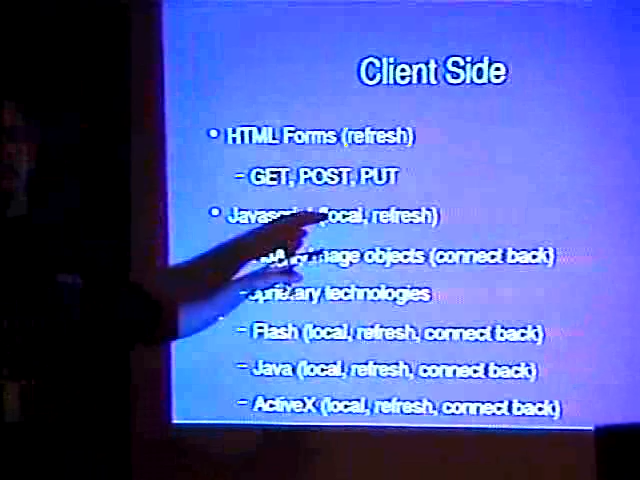 Client Side
• HTML Forms (refresh)
– GET, POST, PUT
• Javascript (local, refresh)
image objects (connect back)
technologies
– Flash (local, refresh, connect back)
– Java (local, refresh, connect back)
– ActiveX (local, refresh, connect back)